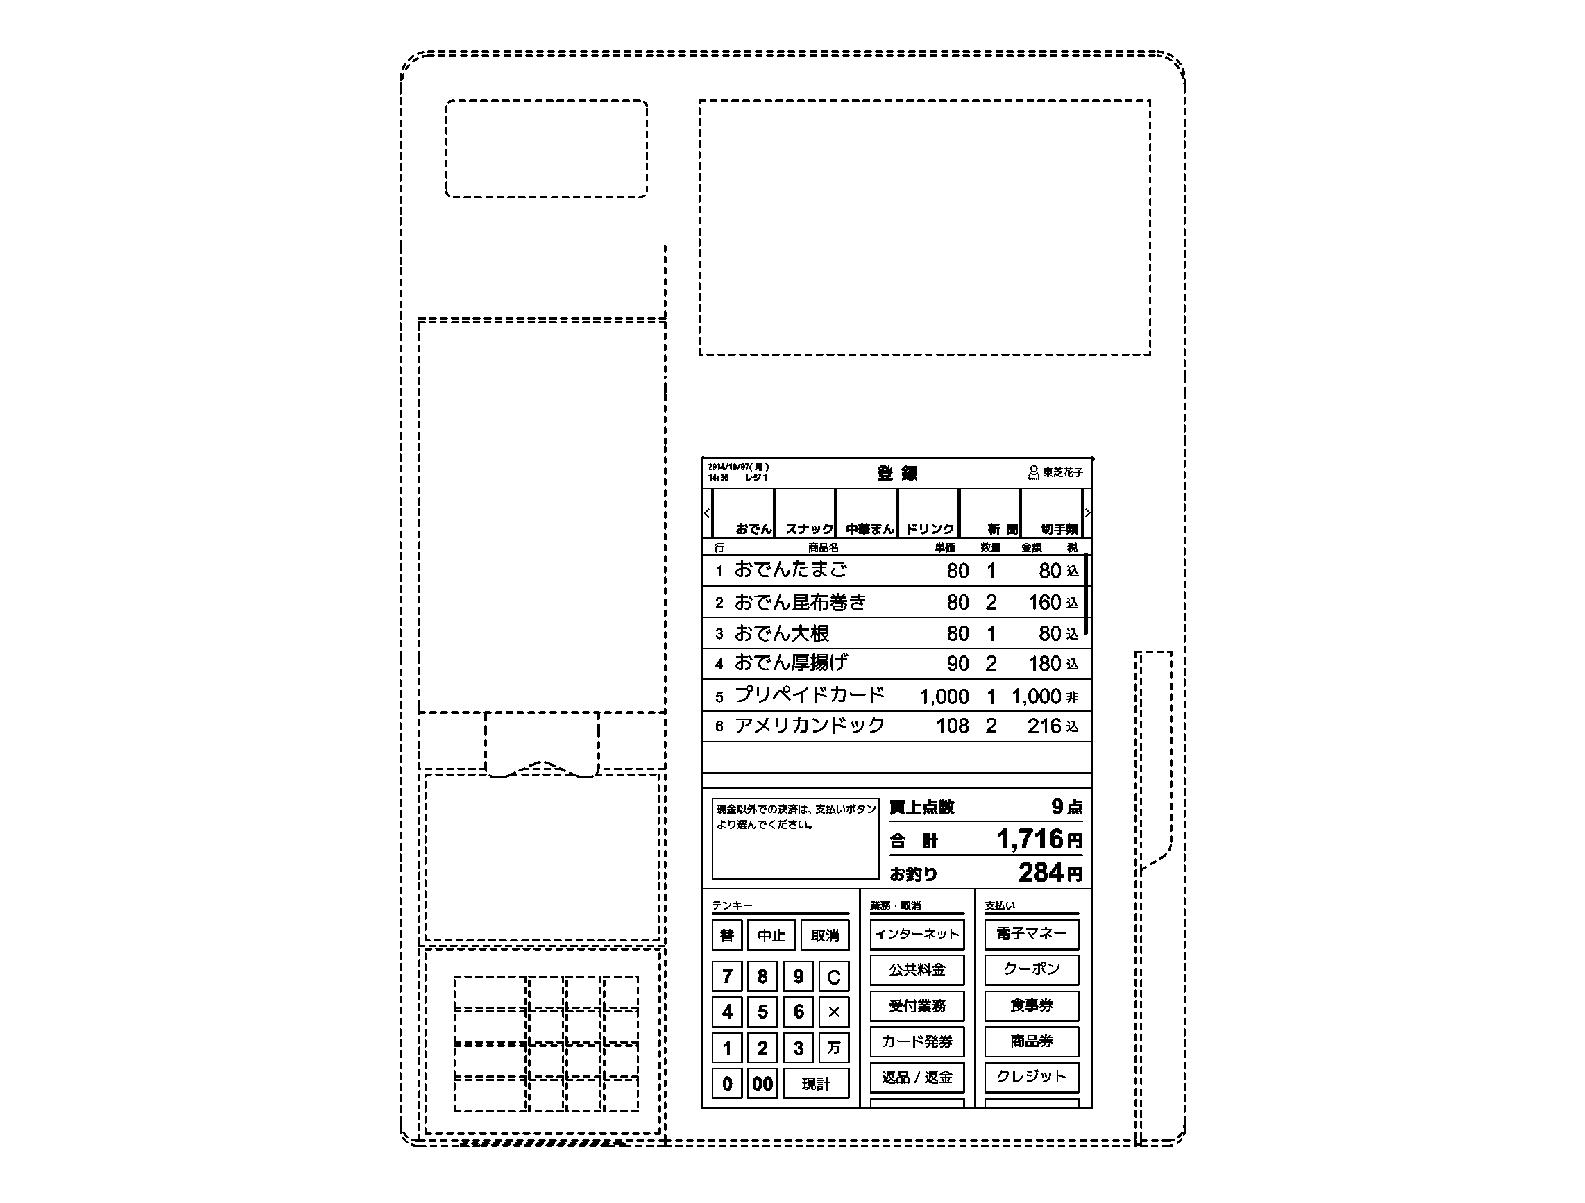 2014/10/07(月)
14:36 レジ1
登 録
東芝花子
< おでん スナック 中華まん ドリンク 新 聞 切手類 >
行 商品名 単価 数量 金額 税
1 おでんたまご 80 1 80 込
2 おでん昆布巻き 80 2 160 込
3 おでん大根 80 1 80 込
4 おでん厚揚げ 90 2 180 込
5 プリペイドカード 1,000 1 1,000 非
6 アメリカンドック 108 2 216 込
現金以外での決済は、支払いボタン
より選んでください。
買上点数 9点
合 計 1,716円
お釣り 284円
テンキー
替 中止 取消
7 8 9 C
4 5 6 ×
1 2 3 万
0 00 現計
業務・取消
インターネット
公共料金
受付業務
カード発券
返品/返金
支払い
電子マネー
クーポン
食事券
商品券
クレジット